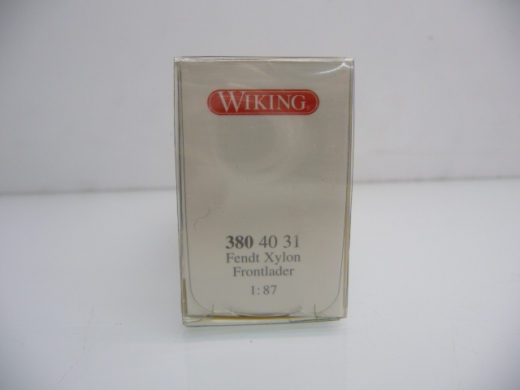 WIKING
380 40 31
Fendt Xylon
Frontlader
1:87